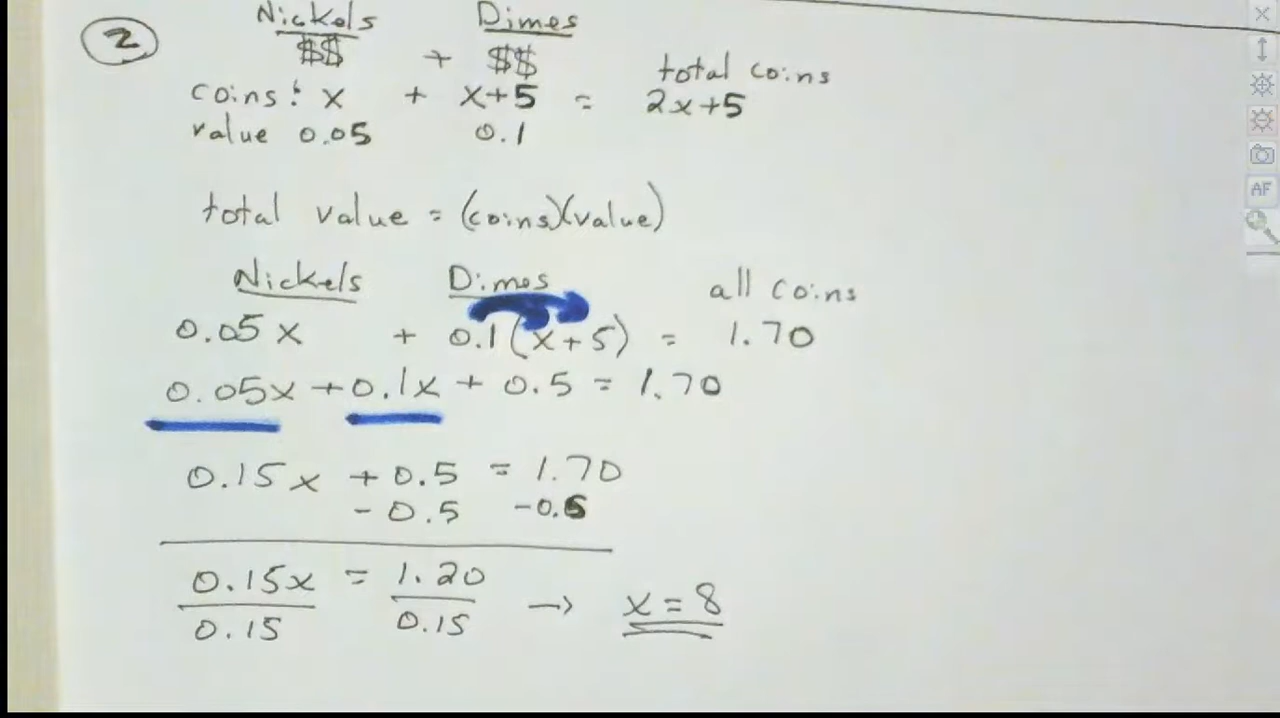 ② Nickels Dimes
$$ + $$ total coins
coins: x + x+5 = 2x+5
value 0.05 0.1
total value = (coins)(value)
Nickels Dimes all coins
0.05x + 0.1(x+5) = 1.70
0.05x + 0.1x + 0.5 = 1.70
0.15x + 0.5 = 1.70
- 0.5 -0.5
0.15x = 1.20
0.15 0.15 → x = 8
AF